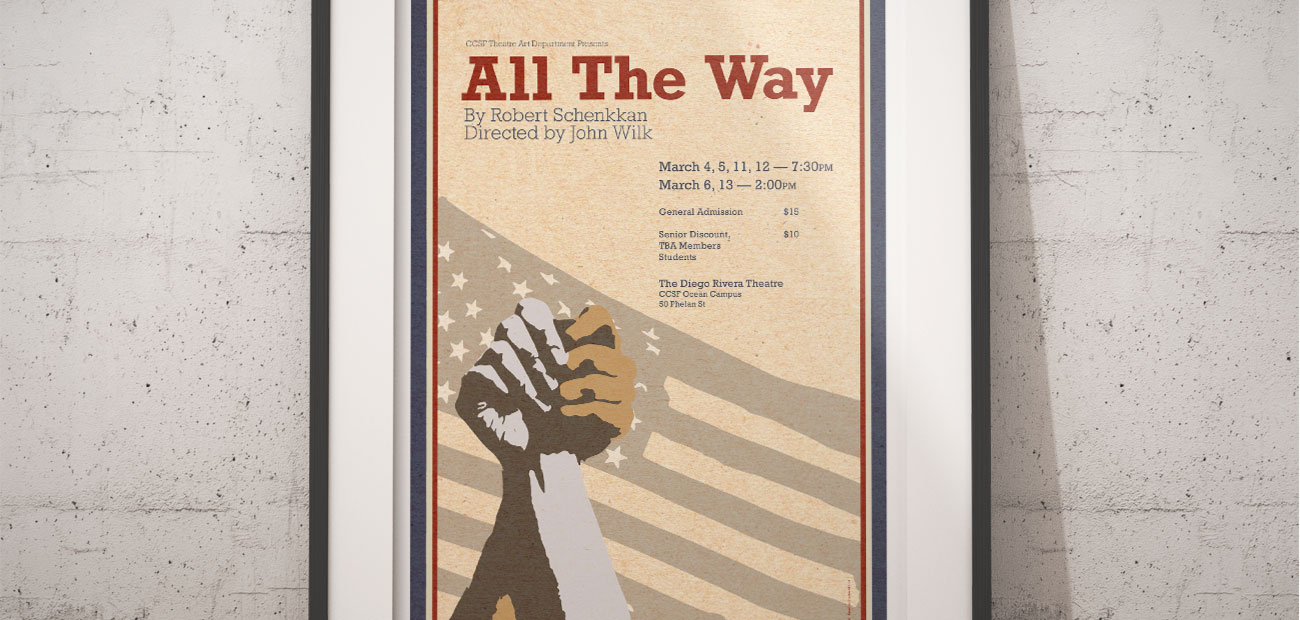 CCSF Theatre Art Department Presents
All The Way
By Robert Schenkkan
Directed by John Wilk
March 4, 5, 11, 12 — 7:30PM
March 6, 13 — 2:00PM
General Admission $15
Senior Discount, $10
TBA Members
Students
The Diego Rivera Theatre
CCSF Ocean Campus
50 Phelan St